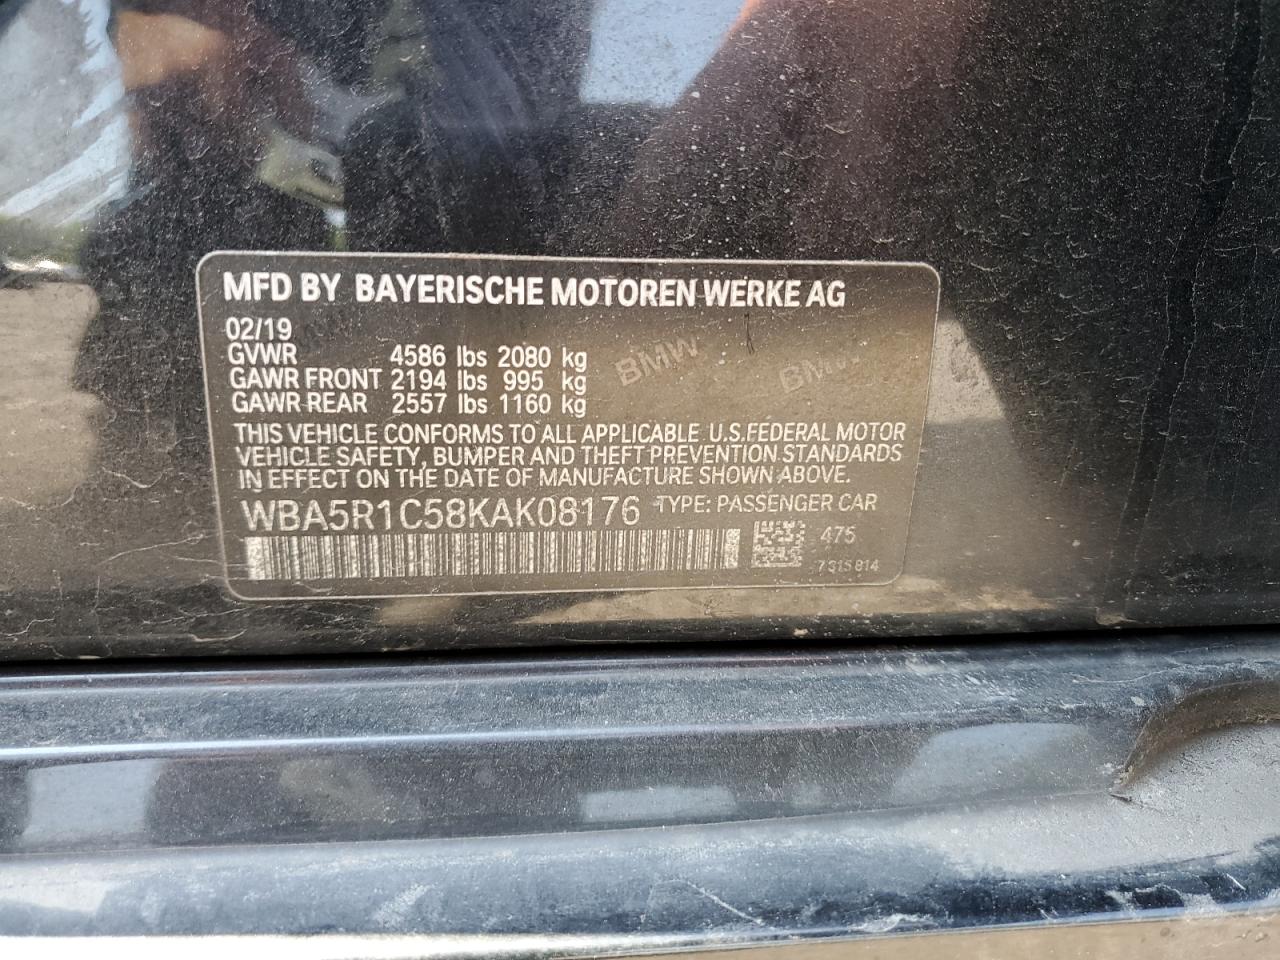 MFD BY BAYERISCHE MOTOREN WERKE AG
02/19
GVWR 4586 lbs 2080 kg
GAWR FRONT 2194 lbs 995 kg
GAWR REAR 2557 lbs 1160 kg
BMW BMW
THIS VEHICLE CONFORMS TO ALL APPLICABLE U.S.FEDERAL MOTOR
VEHICLE SAFETY, BUMPER AND THEFT PREVENTION STANDARDS
IN EFFECT ON THE DATE OF MANUFACTURE SHOWN ABOVE.
WBA5R1C58KAK08176 TYPE: PASSENGER CAR
475
7315814